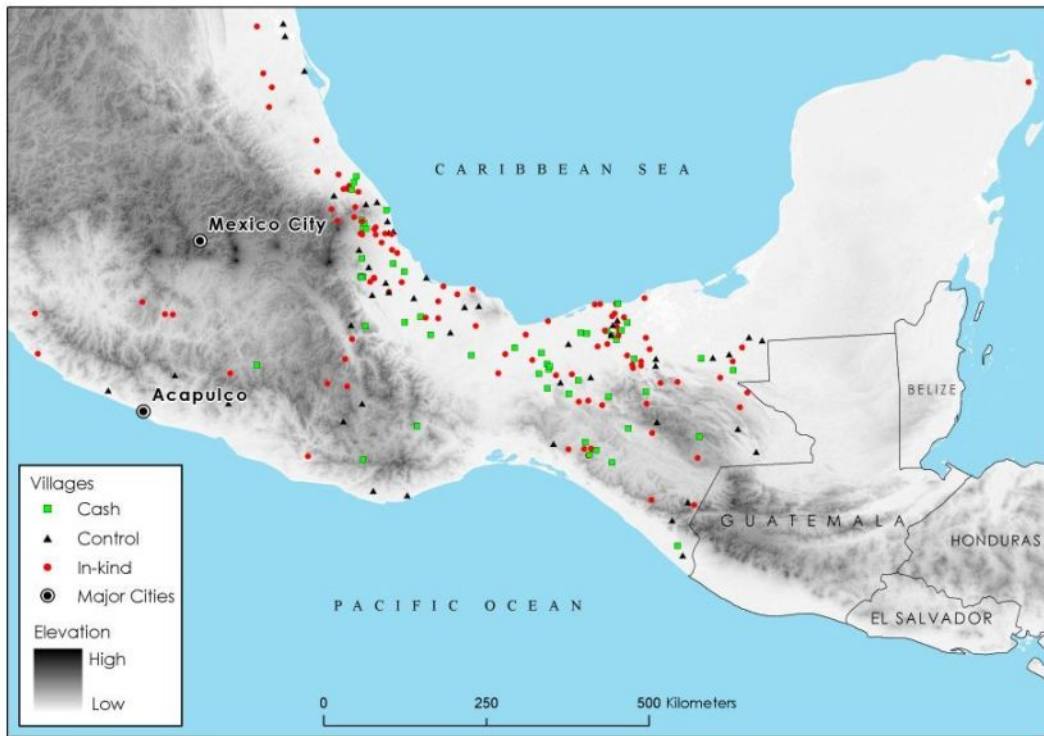 CARIBBEAN SEA
Mexico City
Acapulco
BELIZE
GUATEMALA
HONDURAS
EL SALVADOR
PACIFIC OCEAN
Villages
Cash
Control
In-kind
Major Cities
Elevation
High
Low
0 250 500 Kilometers